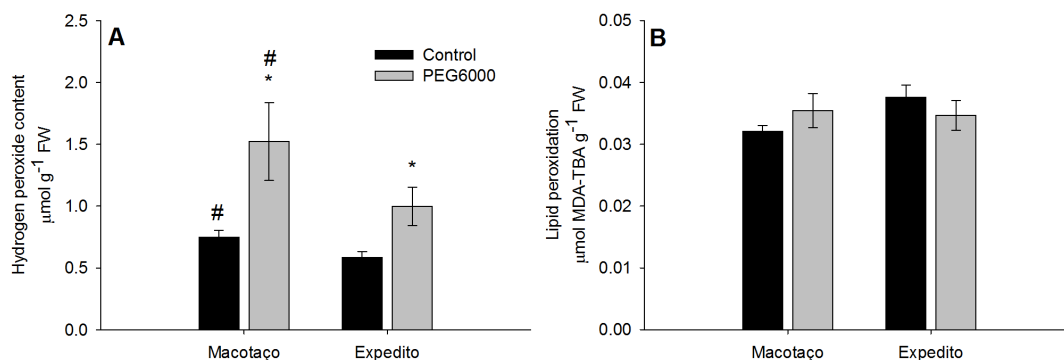 A
Hydrogen peroxide content
μmol g⁻¹ FW
2.5
2.0
1.5
1.0
0.5
0.0
#
#
*
*
Control
PEG6000
Macotaço
Expedito
B
Lipid peroxidation
μmol MDA-TBA g⁻¹ FW
0.05
0.04
0.03
0.02
0.01
0.00
Macotaço
Expedito